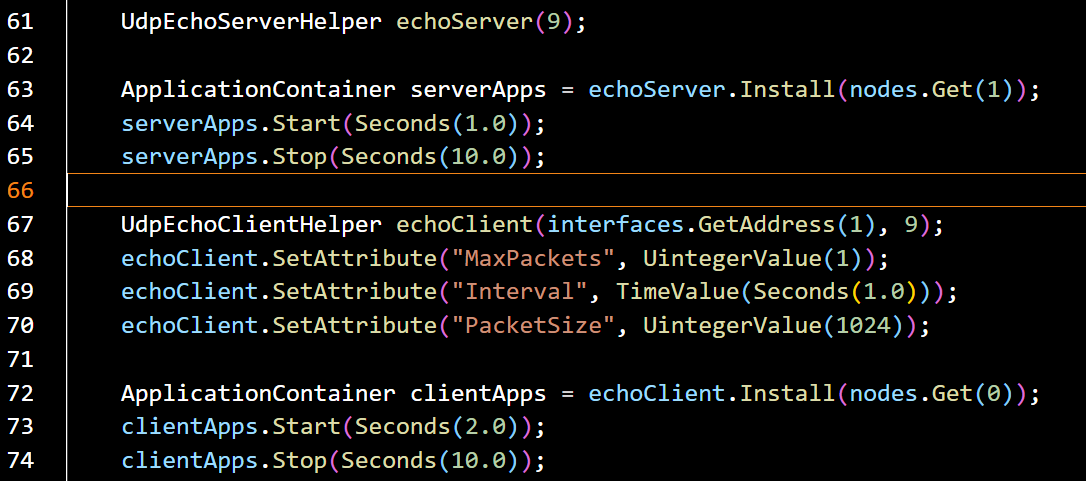 61 UdpEchoServerHelper echoServer(9);
62
63 ApplicationContainer serverApps = echoServer.Install(nodes.Get(1));
64 serverApps.Start(Seconds(1.0));
65 serverApps.Stop(Seconds(10.0));
66
67 UdpEchoClientHelper echoClient(interfaces.GetAddress(1), 9);
68 echoClient.SetAttribute("MaxPackets", UintegerValue(1));
69 echoClient.SetAttribute("Interval", TimeValue(Seconds(1.0)));
70 echoClient.SetAttribute("PacketSize", UintegerValue(1024));
71
72 ApplicationContainer clientApps = echoClient.Install(nodes.Get(0));
73 clientApps.Start(Seconds(2.0));
74 clientApps.Stop(Seconds(10.0));